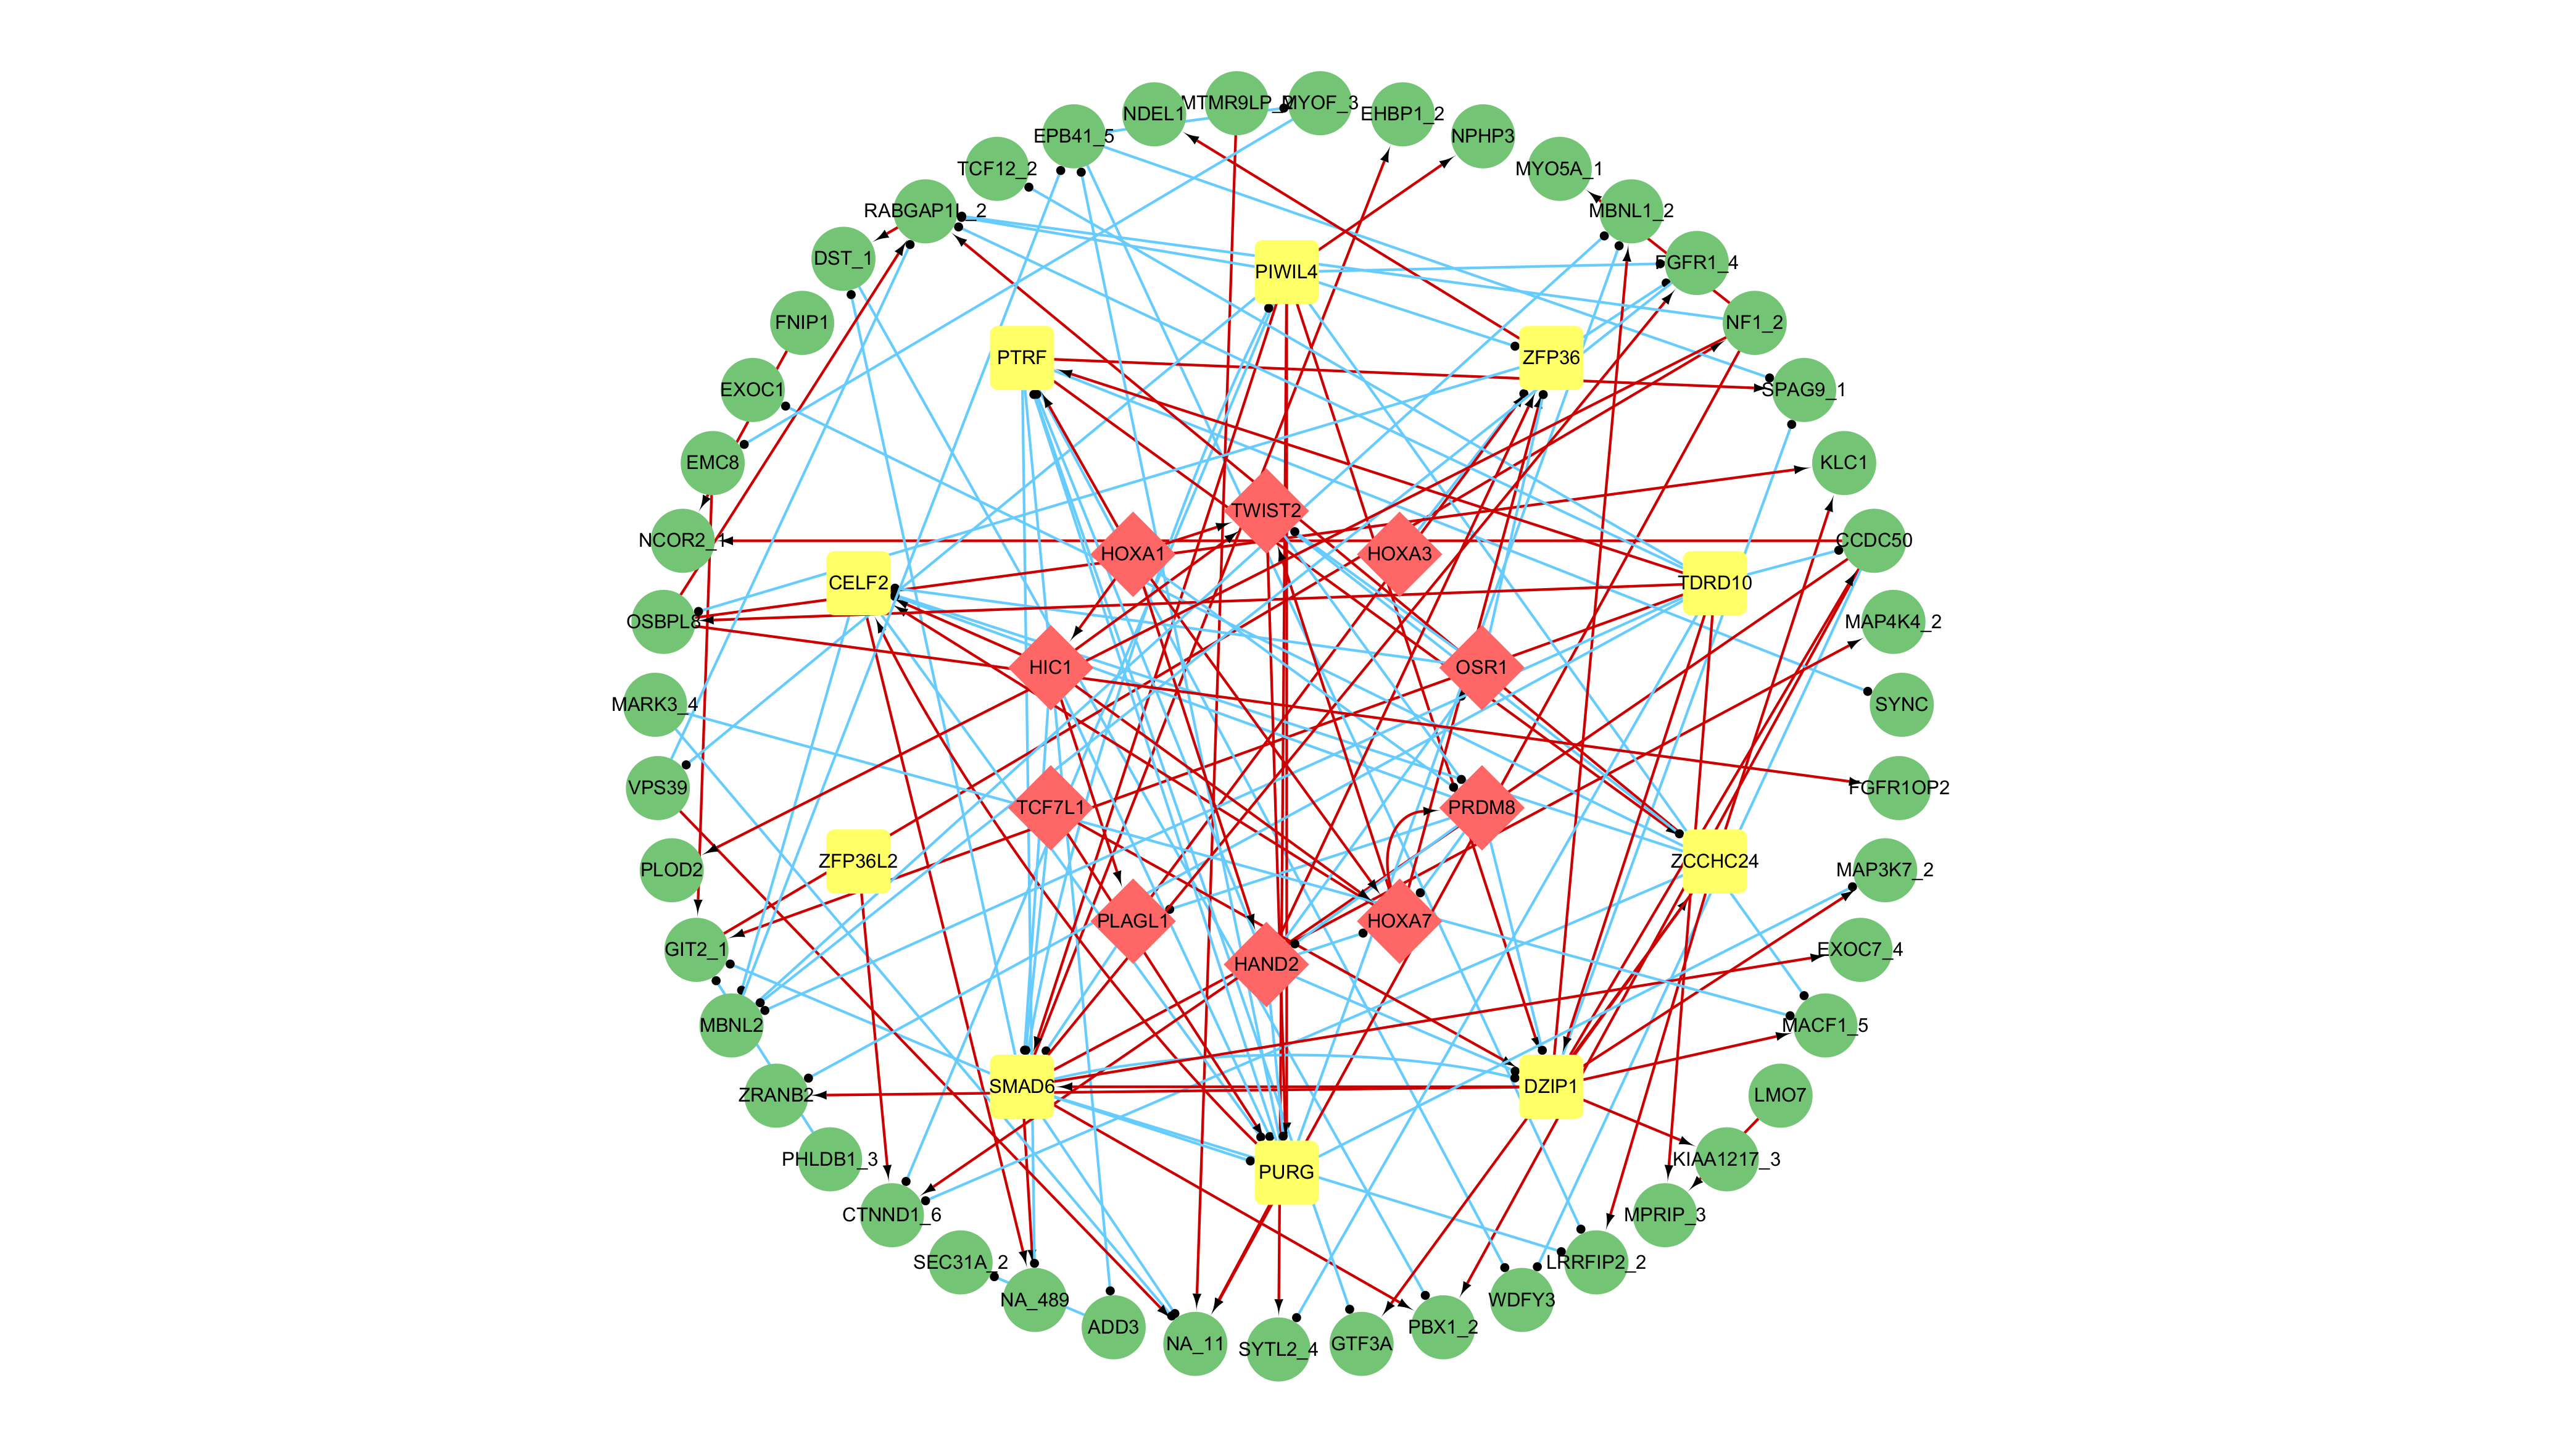 MTMR9LP_2
MYOF_3
NDEL1
EHBP1_2
EPB41_5
NPHP3
TCF12_2
MYO5A_1
RABGAP1L_2
MBNL1_2
DST_1
FGFR1_4
PIWIL4
FNIP1
NF1_2
PTRF
ZFP36
EXOC1
SPAG9_1
EMC8
KLC1
TWIST2
NCOR2_1
HOXA1
HOXA3
CCDC50
CELF2
TDRD10
OSBPL8
MAP4K4_2
HIC1
OSR1
MARK3_4
SYNC
VPS39
FGFR1OP2
TCF7L1
PRDM8
ZFP36L2
ZCCHC24
PLOD2
MAP3K7_2
PLAGL1
HOXA7
GIT2_1
EXOC7_4
HAND2
MBNL2
MACF1_5
SMAD6
DZIP1
ZRANB2
LMO7
PHLDB1_3
KIAA1217_3
PURG
CTNND1_6
MPRIP_3
SEC31A_2
LRRFIP2_2
NA_489
WDFY3
ADD3
PBX1_2
NA_11
GTF3A
SYTL2_4